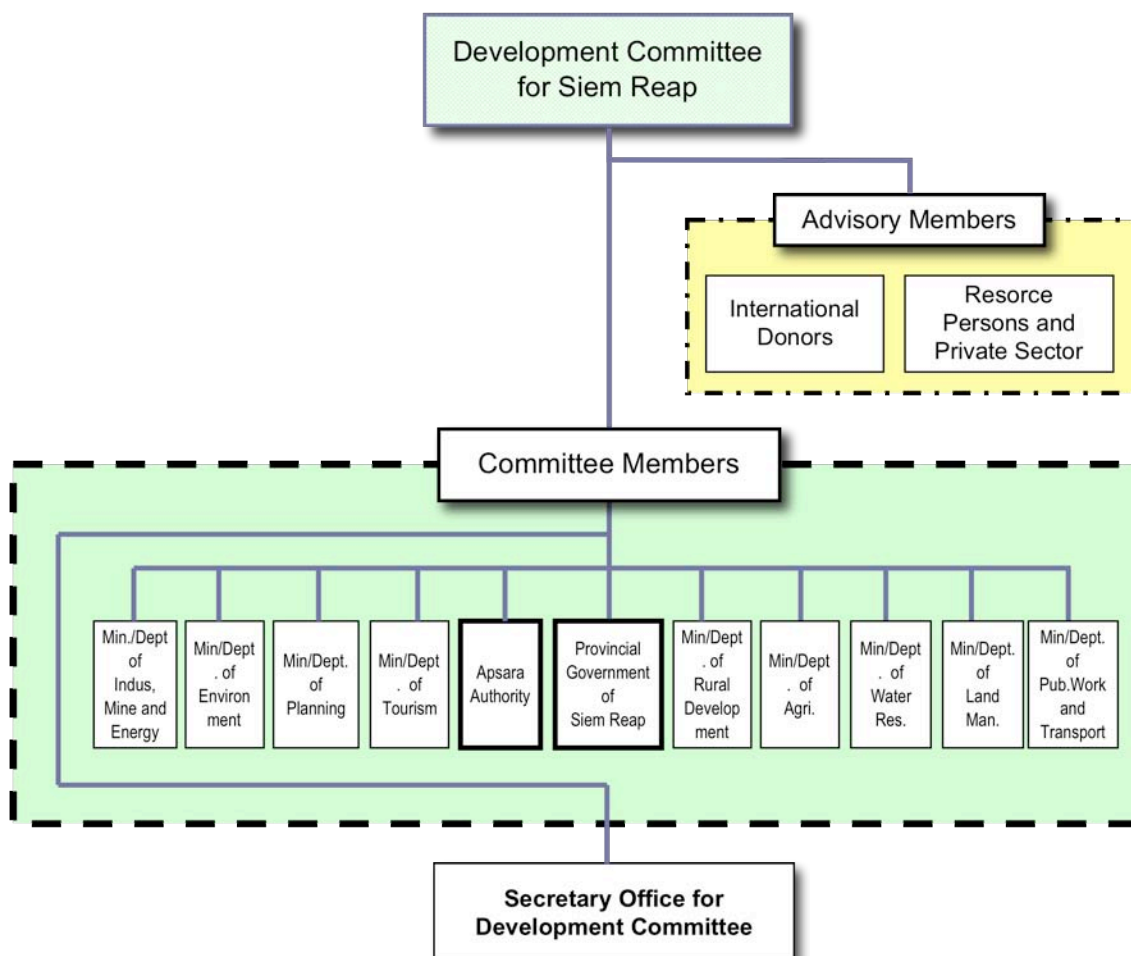 Development Committee
for Siem Reap
Advisory Members
International
Donors
Resorce
Persons and
Private Sector
Committee Members
Min./Dept
of
Indus,
Mine and
Energy
Min/Dept
. of
Environ
ment
Min/Dept.
of
Planning
Min/Dept
. of
Tourism
Apsara
Authority
Provincial
Government
of
Siem Reap
Min/Dept
. of
Rural
Develop
ment
Min/Dept
. of
Agri.
Min/Dept
. of
Water
Res.
Min/Dept.
of
Land
Man.
Min/Dept.
of
Pub.Work
and
Transport
Secretary Office for
Development Committee